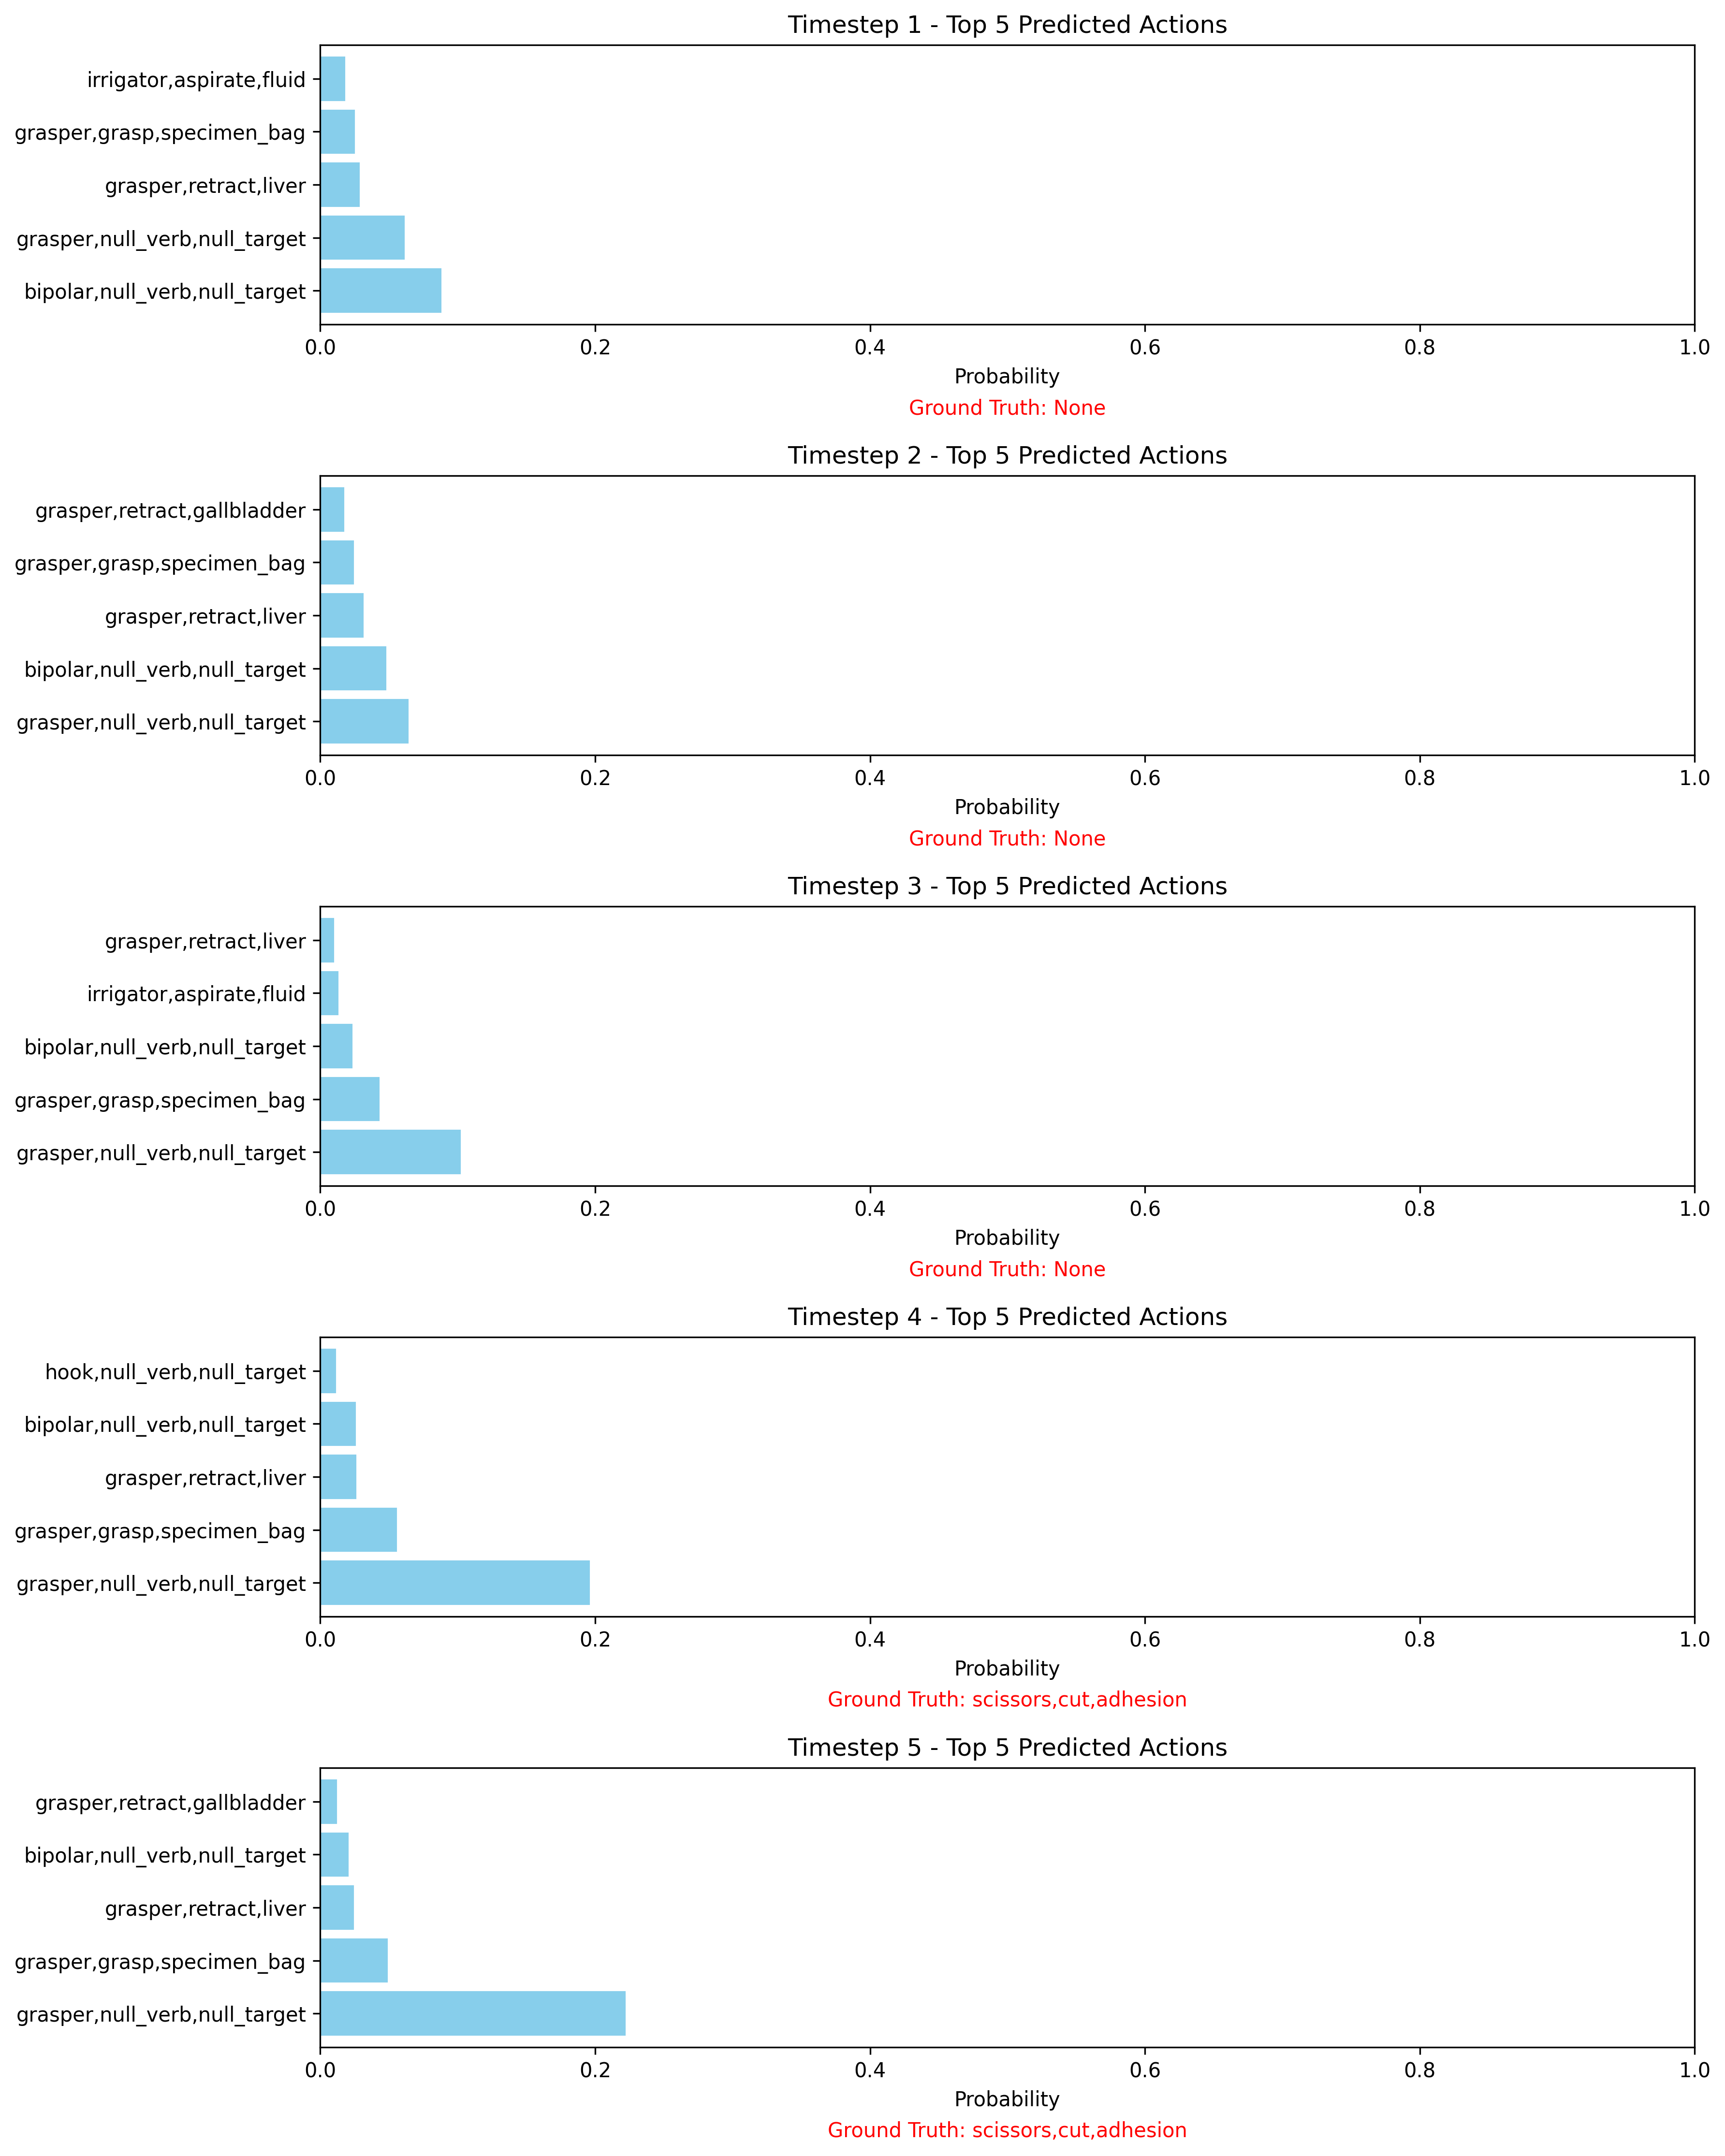 Timestep 1 - Top 5 Predicted Actions
irrigator,aspirate,fluid
grasper,grasp,specimen_bag
grasper,retract,liver
grasper,null_verb,null_target
bipolar,null_verb,null_target
0.0 0.2 0.4 0.6 0.8 1.0
Probability
Ground Truth: None
Timestep 2 - Top 5 Predicted Actions
grasper,retract,gallbladder
grasper,grasp,specimen_bag
grasper,retract,liver
bipolar,null_verb,null_target
grasper,null_verb,null_target
0.0 0.2 0.4 0.6 0.8 1.0
Probability
Ground Truth: None
Timestep 3 - Top 5 Predicted Actions
grasper,retract,liver
irrigator,aspirate,fluid
bipolar,null_verb,null_target
grasper,grasp,specimen_bag
grasper,null_verb,null_target
0.0 0.2 0.4 0.6 0.8 1.0
Probability
Ground Truth: None
Timestep 4 - Top 5 Predicted Actions
hook,null_verb,null_target
bipolar,null_verb,null_target
grasper,retract,liver
grasper,grasp,specimen_bag
grasper,null_verb,null_target
0.0 0.2 0.4 0.6 0.8 1.0
Probability
Ground Truth: scissors,cut,adhesion
Timestep 5 - Top 5 Predicted Actions
grasper,retract,gallbladder
bipolar,null_verb,null_target
grasper,retract,liver
grasper,grasp,specimen_bag
grasper,null_verb,null_target
0.0 0.2 0.4 0.6 0.8 1.0
Probability
Ground Truth: scissors,cut,adhesion